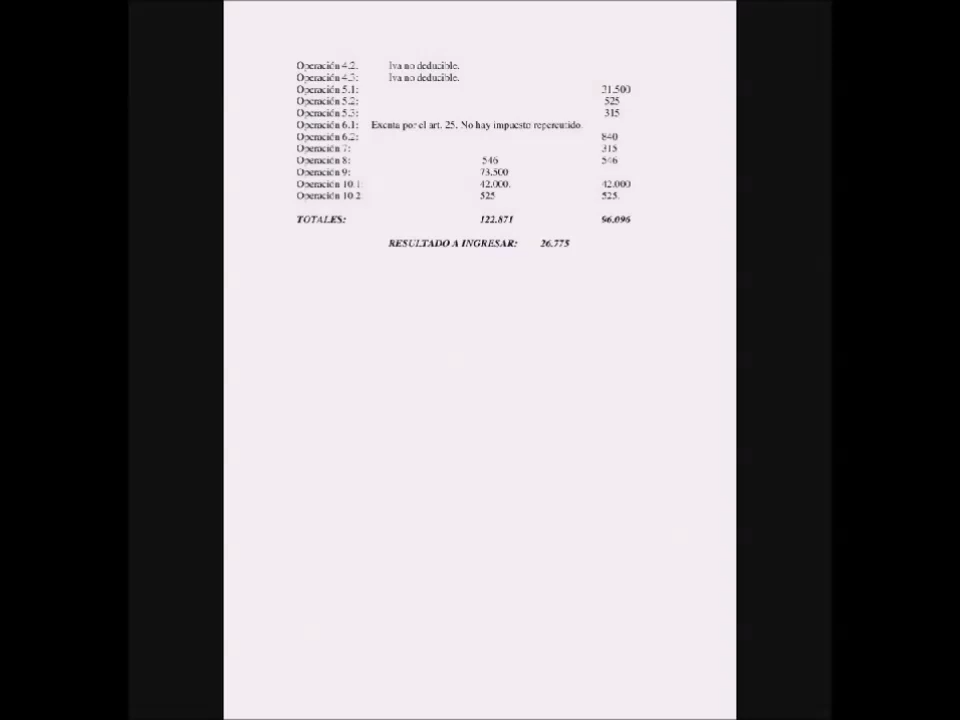 Operación 4.2. Iva no deducible.
Operación 4.3: Iva no deducible.
Operación 5.1: 31.500
Operación 5.2: 525
Operación 5.3: 315
Operación 6.1: Exenta por el art. 25. No hay impuesto repercutido.
Operación 6.2: 840
Operación 7: 315
Operación 8: 546 546
Operación 9: 73.500
Operación 10.1: 42.000. 42.000
Operación 10.2 525 525.
TOTALES: 122.871 96.096
RESULTADO A INGRESAR: 26.775